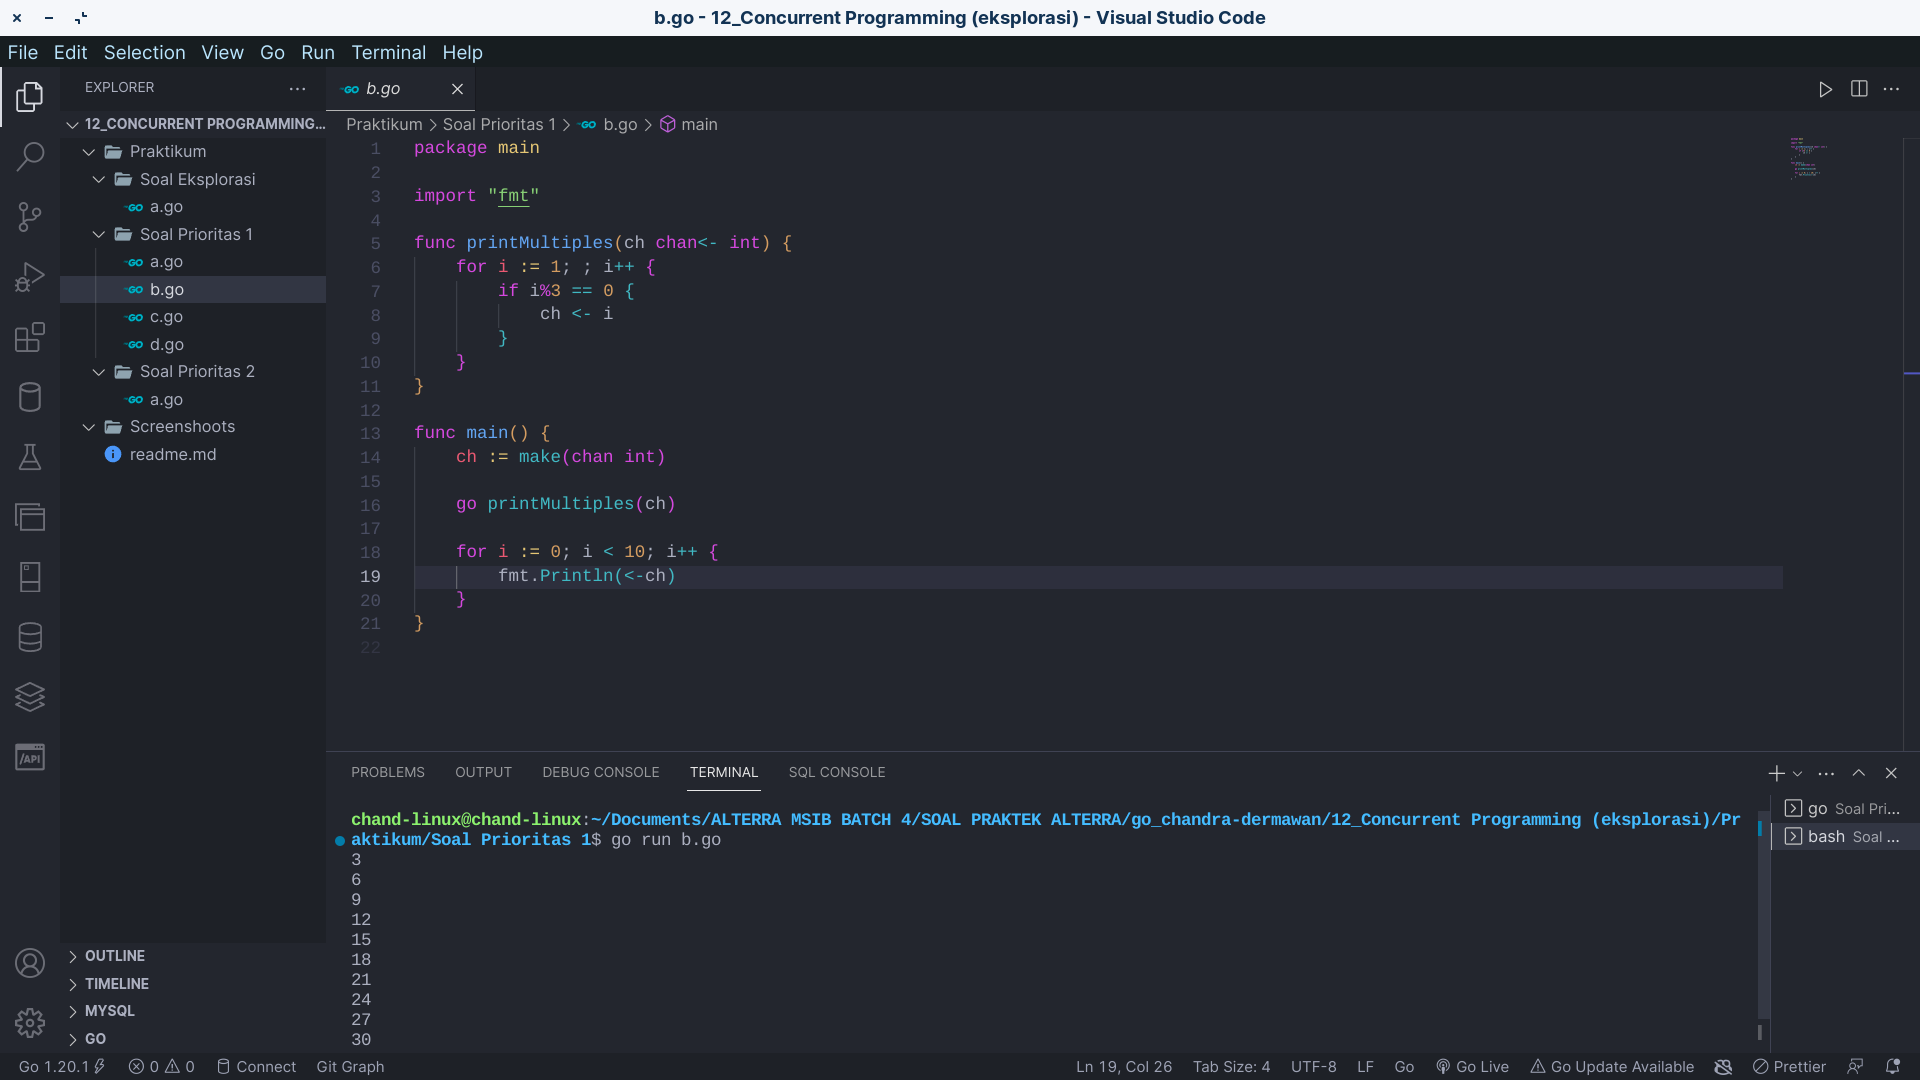 b.go - 12_Concurrent Programming (eksplorasi) - Visual Studio Code
File Edit Selection View Go Run Terminal Help
EXPLORER
12_CONCURRENT PROGRAMMING...
Praktikum
Soal Eksplorasi
a.go
Soal Prioritas 1
a.go
b.go
c.go
d.go
Soal Prioritas 2
a.go
Screenshoots
readme.md
OUTLINE
TIMELINE
MYSQL
GO
/API
GO b.go
Praktikum > Soal Prioritas 1 > GO b.go > main
1 package main
2
3 import "fmt"
4
5 func printMultiples(ch chan<- int) {
6 for i := 1; ; i++ {
7 if i%3 == 0 {
8 ch <- i
9 }
10 }
11 }
12
13 func main() {
14 ch := make(chan int)
15
16 go printMultiples(ch)
17
18 for i := 0; i < 10; i++ {
19 fmt.Println(<-ch)
20 }
21 }
22
PROBLEMS OUTPUT DEBUG CONSOLE TERMINAL SQL CONSOLE
chand-linux@chand-linux:~/Documents/ALTERRA MSIB BATCH 4/SOAL PRAKTEK ALTERRA/go_chandra-dermawan/12_Concurrent Programming (eksplorasi)/Pr
aktikum/Soal Prioritas 1$ go run b.go
3
6
9
12
15
18
21
24
27
30
go Soal Pri...
bash Soal ...
Go 1.20.1 0 0 Connect Git Graph Ln 19, Col 26 Tab Size: 4 UTF-8 LF Go Go Live Go Update Available Prettier